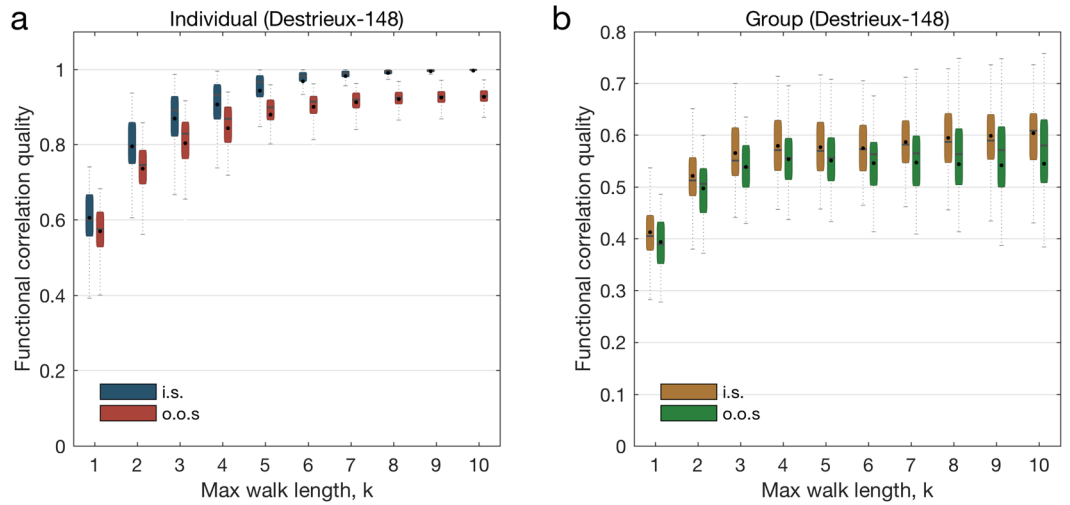 a
Individual (Destrieux-148)
Functional correlation quality
1
0.8
0.6
0.4
0.2
0
i.s.
o.o.s
1 2 3 4 5 6 7 8 9 10
Max walk length, k
b
Group (Destrieux-148)
Functional correlation quality
0.8
0.7
0.6
0.5
0.4
0.3
0.2
0.1
0
i.s.
o.o.s
1 2 3 4 5 6 7 8 9 10
Max walk length, k